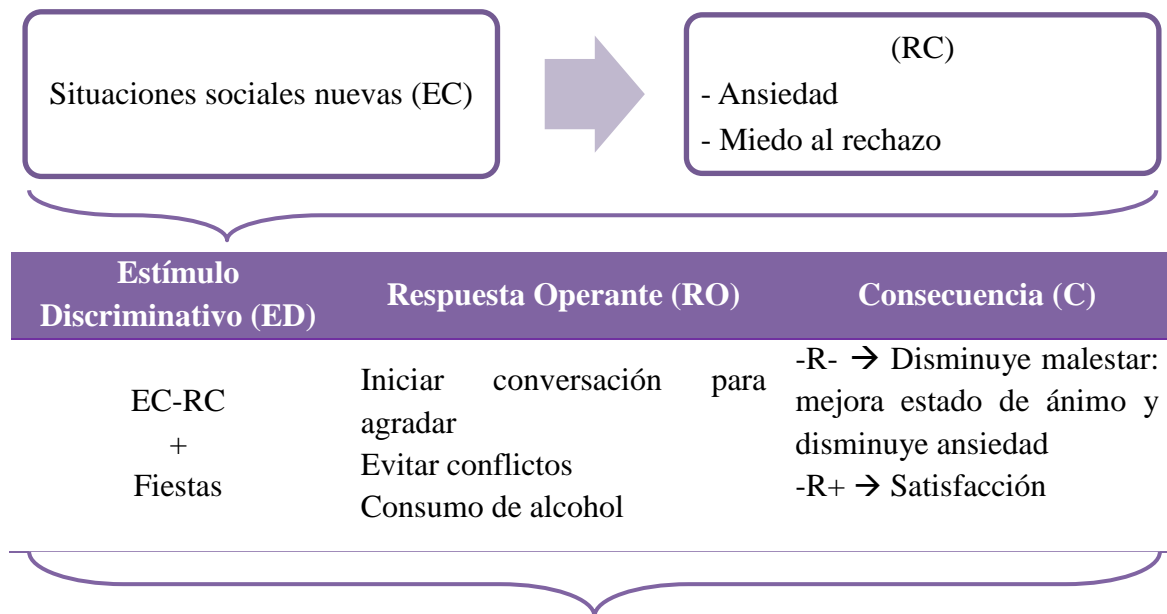 Situaciones sociales nuevas (EC)
(RC)
- Ansiedad
- Miedo al rechazo
Estímulo
Discriminativo (ED)
Respuesta Operante (RO)
Consecuencia (C)
EC-RC
+
Fiestas
Iniciar conversación para
agradar
Evitar conflictos
Consumo de alcohol
-R- → Disminuye malestar:
mejora estado de ánimo y
disminuye ansiedad
-R+ → Satisfacción